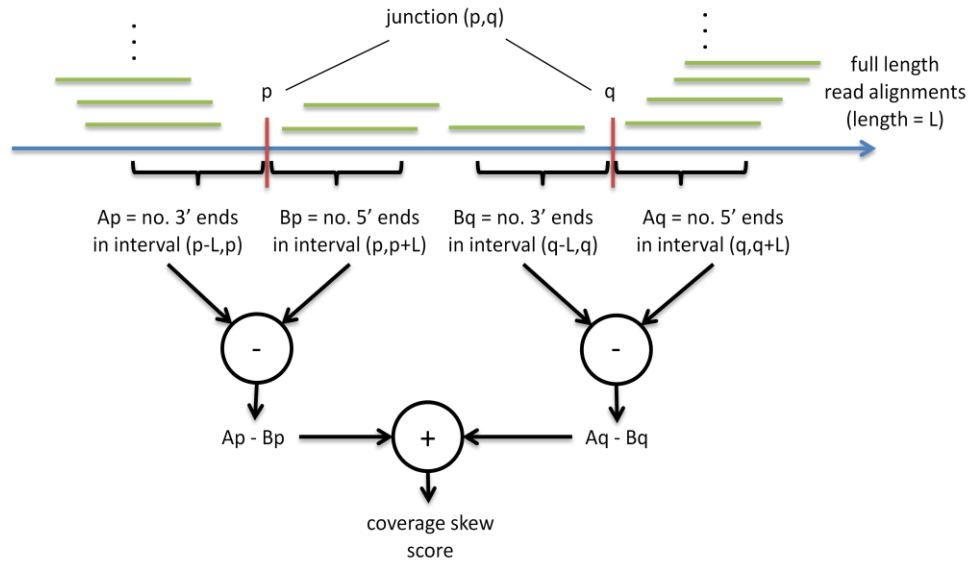 junction (p,q)
p
q
full length
read alignments
(length = L)
Ap = no. 3’ ends
in interval (p-L,p)
Bp = no. 5’ ends
in interval (p,p+L)
Bq = no. 3’ ends
in interval (q-L,q)
Aq = no. 5’ ends
in interval (q,q+L)
-
-
Ap - Bp
+
Aq - Bq
coverage skew
score